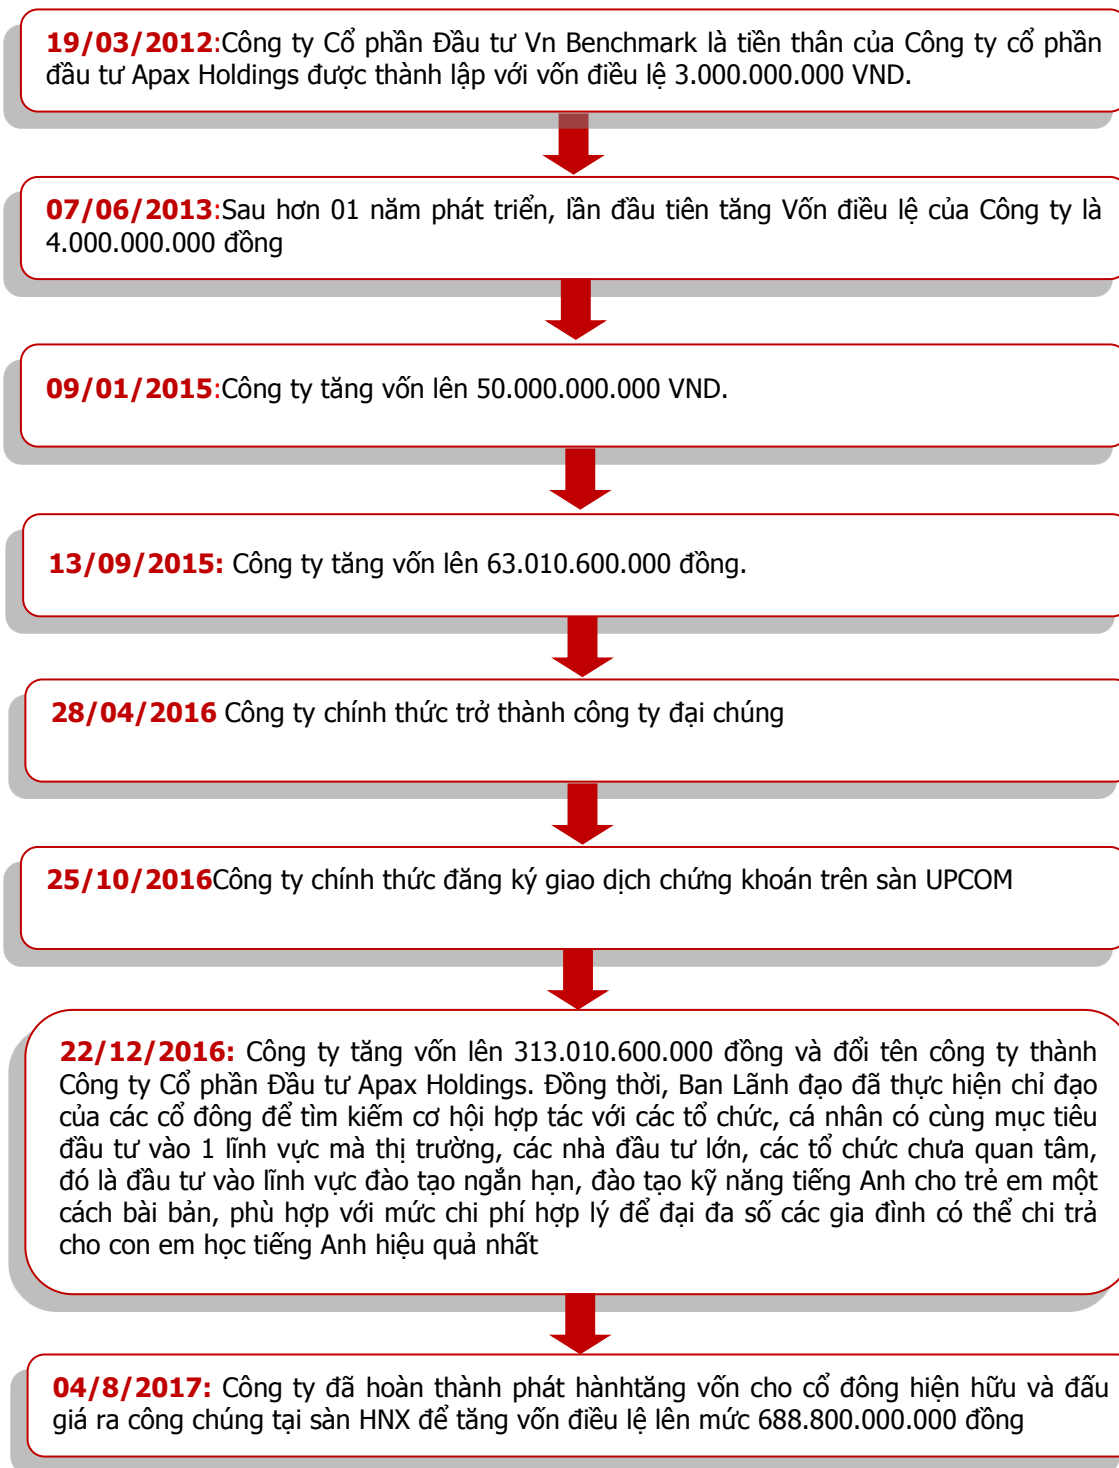 19/03/2012:Công ty Cổ phần Đầu tư Vn Benchmark là tiền thân của Công ty cổ phần
đầu tư Apax Holdings được thành lập với vốn điều lệ 3.000.000.000 VND.
07/06/2013:Sau hơn 01 năm phát triển, lần đầu tiên tăng Vốn điều lệ của Công ty là
4.000.000.000 đồng
09/01/2015:Công ty tăng vốn lên 50.000.000.000 VND.
13/09/2015: Công ty tăng vốn lên 63.010.600.000 đồng.
28/04/2016 Công ty chính thức trở thành công ty đại chúng
25/10/2016Công ty chính thức đăng ký giao dịch chứng khoán trên sàn UPCOM
22/12/2016: Công ty tăng vốn lên 313.010.600.000 đồng và đổi tên công ty thành
Công ty Cổ phần Đầu tư Apax Holdings. Đồng thời, Ban Lãnh đạo đã thực hiện chỉ đạo
của các cổ đông để tìm kiếm cơ hội hợp tác với các tổ chức, cá nhân có cùng mục tiêu
đầu tư vào 1 lĩnh vực mà thị trường, các nhà đầu tư lớn, các tổ chức chưa quan tâm,
đó là đầu tư vào lĩnh vực đào tạo ngắn hạn, đào tạo kỹ năng tiếng Anh cho trẻ em một
cách bài bản, phù hợp với mức chi phí hợp lý để đại đa số các gia đình có thể chi trả
cho con em học tiếng Anh hiệu quả nhất
04/8/2017: Công ty đã hoàn thành phát hànhtăng vốn cho cổ đông hiện hữu và đấu
giá ra công chúng tại sàn HNX để tăng vốn điều lệ lên mức 688.800.000.000 đồng